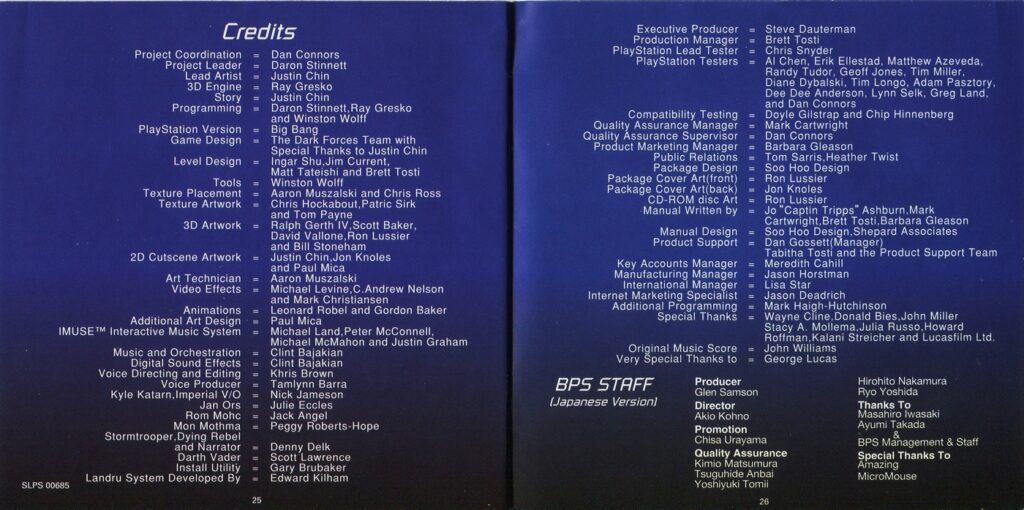 Credits
Project Coordination = Dan Connors
Project Leader = Daron Stinnett
Lead Artist = Justin Chin
3D Engine = Ray Gresko
Story = Justin Chin
Programming = Daron Stinnett,Ray Gresko
and Winston Wolff
PlayStation Version = Big Bang
Game Design = The Dark Forces Team with
Special Thanks to Justin Chin
Level Design = Ingar Shu,Jim Current,
Matt Tateishi and Brett Tosti
Tools = Winston Wolff
Texture Placement = Aaron Muszalski and Chris Ross
Texture Artwork = Chris Hockabout,Patric Sirk
and Tom Payne
3D Artwork = Ralph Gerth IV,Scott Baker,
David Vallone,Ron Lussier
and Bill Stoneham
2D Cutscene Artwork = Justin Chin,Jon Knoles
and Paul Mica
Art Technician = Aaron Muszalski
Video Effects = Michael Levine,C.Andrew Nelson
and Mark Christiansen
Animations = Leonard Robel and Gordon Baker
Additional Art Design = Paul Mica
IMUSE™ Interactive Music System = Michael Land,Peter McConnell,
Michael McMahon and Justin Graham
Music and Orchestration = Clint Bajakian
Digital Sound Effects = Clint Bajakian
Voice Directing and Editing = Khris Brown
Voice Producer = Tamlynn Barra
Kyle Katarn,Imperial V/O = Nick Jameson
Jan Ors = Julie Eccles
Rom Mohc = Jack Angel
Mon Mothma = Peggy Roberts-Hope
Stormtrooper,Dying Rebel
and Narrator = Denny Delk
Darth Vader = Scott Lawrence
Install Utility = Gary Brubaker
Landru System Developed By = Edward Kilham
SLPS 00685
25
Executive Producer = Steve Dauterman
Production Manager = Brett Tosti
PlayStation Lead Tester = Chris Snyder
PlayStation Testers = Al Chen, Erik Ellestad, Matthew Azeveda,
Randy Tudor, Geoff Jones, Tim Miller,
Diane Dybalski, Tim Longo, Adam Pasztory,
Dee Dee Anderson, Lynn Selk, Greg Land,
and Dan Connors
Compatibility Testing = Doyle Gilstrap and Chip Hinnenberg
Quality Assurance Manager = Mark Cartwright
Quality Assurance Supervisor = Dan Connors
Product Marketing Manager = Barbara Gleason
Public Relations = Tom Sarris,Heather Twist
Package Design = Soo Hoo Design
Package Cover Art(front) = Ron Lussier
Package Cover Art(back) = Jon Knoles
CD-ROM disc Art = Ron Lussier
Manual Written by = Jo "Captin Tripps" Ashburn,Mark
Cartwright,Brett Tosti,Barbara Gleason
Manual Design = Soo Hoo Design,Shepard Associates
Product Support = Dan Gossett(Manager)
Tabitha Tosti and the Product Support Team
Key Accounts Manager = Meredith Cahill
Manufacturing Manager = Jason Horstman
International Manager = Lisa Star
Internet Marketing Specialist = Jason Deadrich
Additional Programming = Mark Haigh-Hutchinson
Special Thanks = Wayne Cline,Donald Bies,John Miller
Stacy A. Mollema,Julia Russo,Howard
Roffman,Kalani Streicher and Lucasfilm Ltd.
Original Music Score = John Williams
Very Special Thanks to = George Lucas
BPS STAFF
(Japanese Version)
Producer
Glen Samson
Director
Akio Kohno
Promotion
Chisa Urayama
Quality Assurance
Kimio Matsumura
Tsuguhide Anbai
Yoshiyuki Tomii
Hirohito Nakamura
Ryo Yoshida
Thanks To
Masahiro Iwasaki
Ayumi Takada
&
BPS Management & Staff
Special Thanks To
Amazing
MicroMouse
26